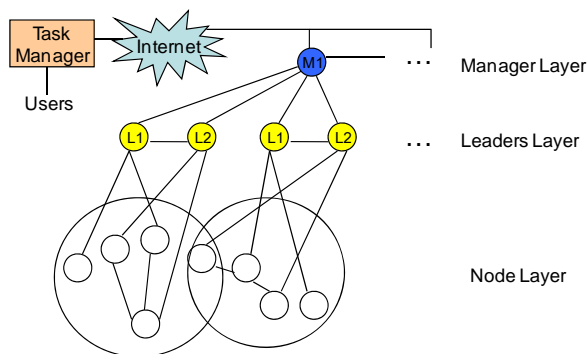 Task
Manager
Internet
Users
M1
...
Manager Layer
L1
L2
L1
L2
...
Leaders Layer
Node Layer